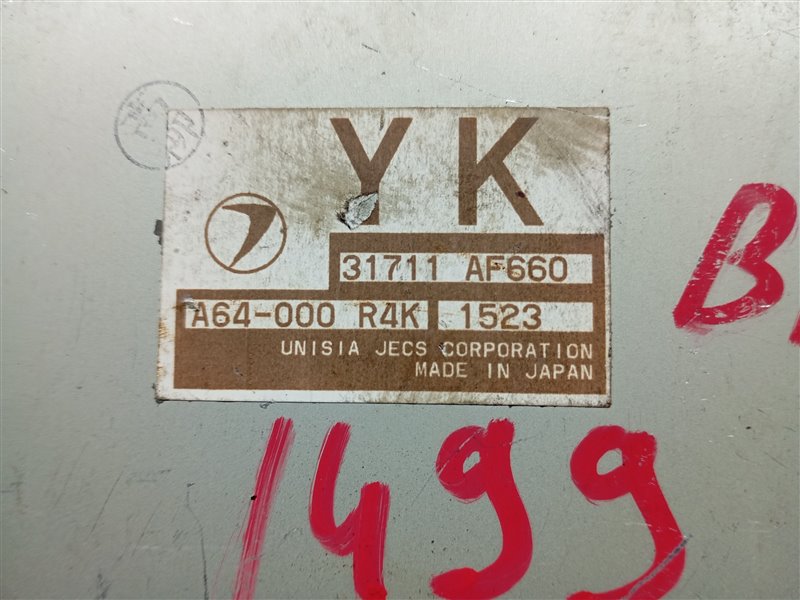 YK
31711 AF660
A64-000 R4K 1523
UNISIA JECS CORPORATION
MADE IN JAPAN
1499